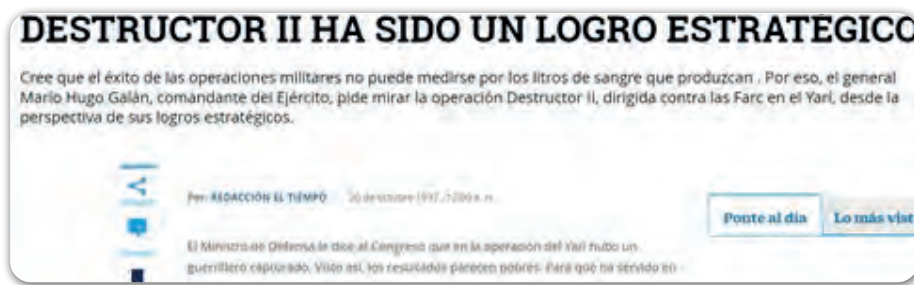 DESTRUCTOR II HA SIDO UN LOGRO ESTRATÉGICO
Cree que el éxito de las operaciones militares no puede medirse por los litros de sangre que produzcan . Por eso, el general
Mario Hugo Galán, comandante del Ejército, pide mirar la operación Destructor II, dirigida contra las Farc en el Yarí, desde la
perspectiva de sus logros estratégicos.
Por: REDACCIÓN EL TIEMPO de octubre 1997
Ponte al día Lo más vist
El Ministro de Defensa le dice al Congreso que en la operación del Yarí hubo un
guerrillero capturado. Visto así, los resultados parecen pobres. Para qué ha servido en